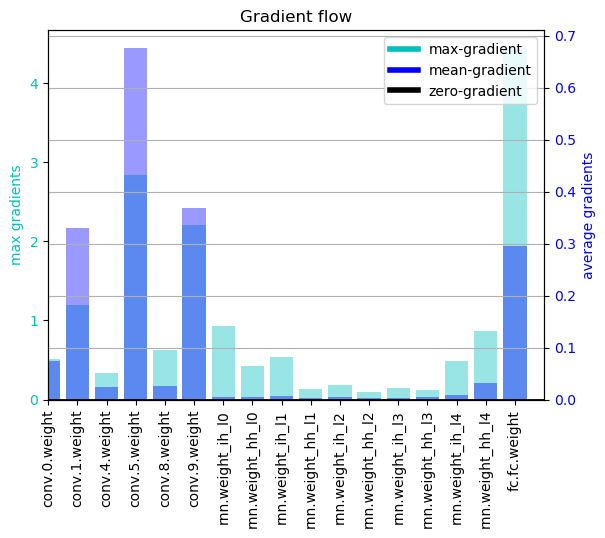 Gradient flow
max-gradient
mean-gradient
zero-gradient
max gradients
4
3
2
1
0
average gradients
0.7
0.6
0.5
0.4
0.3
0.2
0.1
0.0
conv.0.weight
conv.1.weight
conv.4.weight
conv.5.weight
conv.8.weight
conv.9.weight
rnn.weight_ih_l0
rnn.weight_hh_l0
rnn.weight_ih_l1
rnn.weight_hh_l1
rnn.weight_ih_l2
rnn.weight_hh_l2
rnn.weight_ih_l3
rnn.weight_hh_l3
rnn.weight_ih_l4
rnn.weight_hh_l4
fc.fc.weight